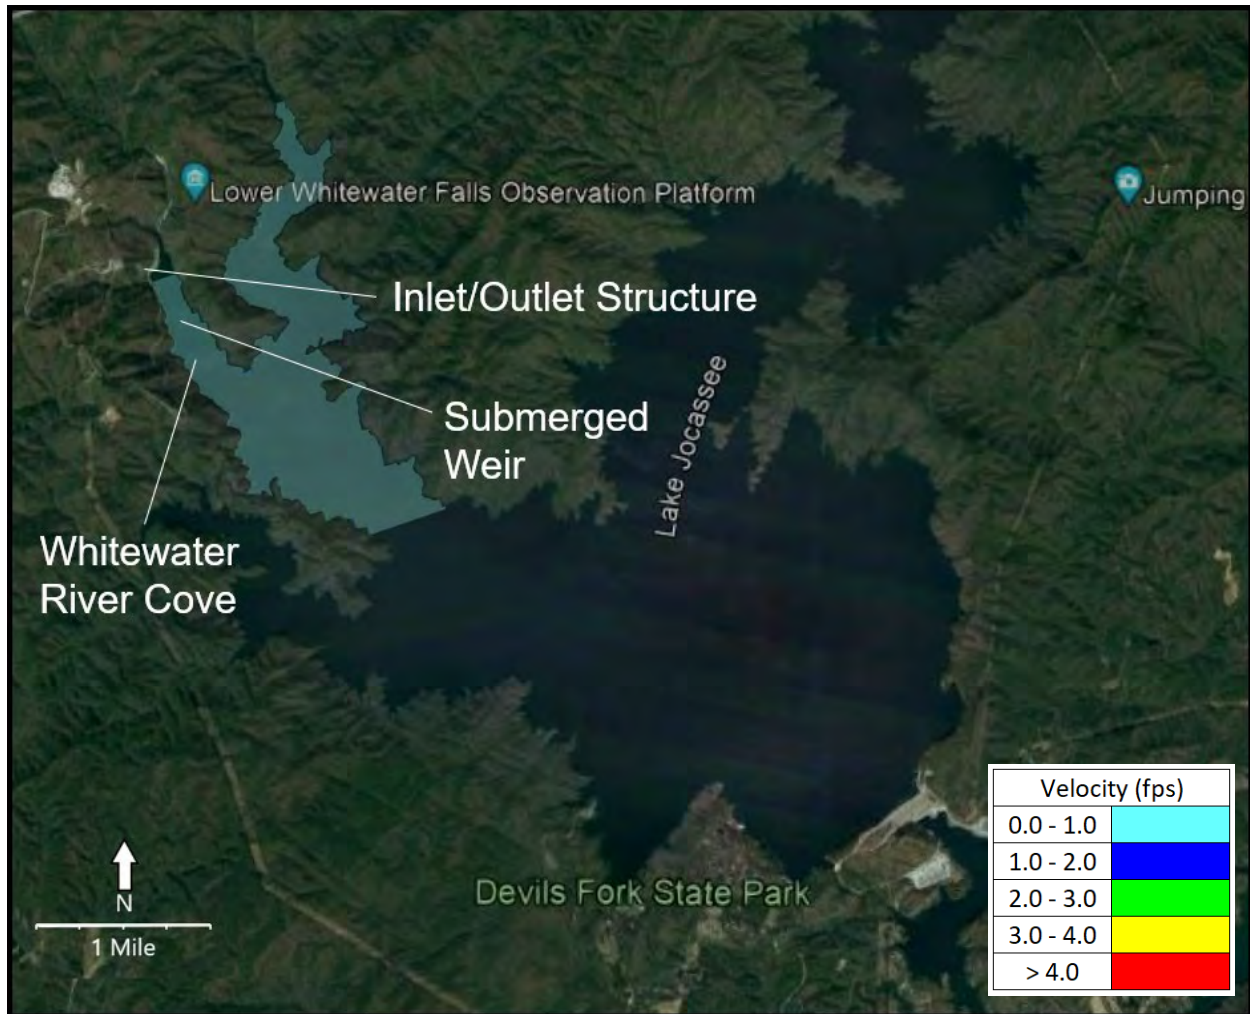 Lower Whitewater Falls Observation Platform
Jumping
Inlet/Outlet Structure
Submerged
Weir
Lake Jocassee
Whitewater
River Cove
Velocity (fps)
0.0 - 1.0
1.0 - 2.0
2.0 - 3.0
3.0 - 4.0
> 4.0
Devils Fork State Park
N
1 Mile